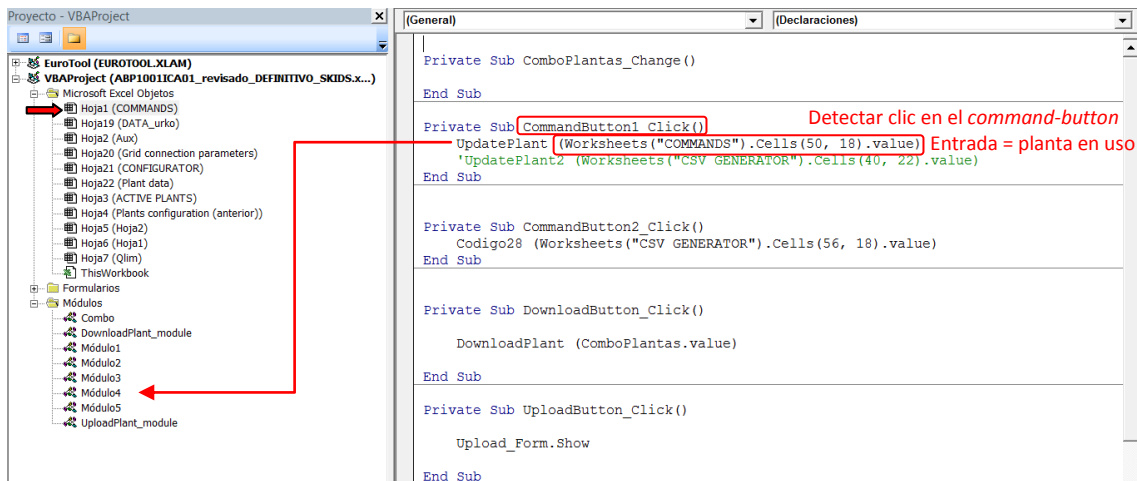 Proyecto - VBAProject
EuroTool (EUROTOOL.XLAM)
VBAProject (ABP1001ICA01_revisado_DEFINITIVO_SKIDS.x...)
Microsoft Excel Objetos
Hoja1 (COMMANDS)
Hoja19 (DATA_urko)
Hoja2 (Aux)
Hoja20 (Grid connection parameters)
Hoja21 (CONFIGURATOR)
Hoja22 (Plant data)
Hoja3 (ACTIVE PLANTS)
Hoja4 (Plants configuration (anterior))
Hoja5 (Hoja2)
Hoja6 (Hoja1)
Hoja7 (Qlim)
ThisWorkbook
Formularios
Módulos
Combo
DownloadPlant_module
Módulo1
Módulo2
Módulo3
Módulo4
Módulo5
UploadPlant_module
(General)
(Declaraciones)
Private Sub ComboPlantas_Change()
End Sub
Private Sub CommandButton1_Click()
Detectar clic en el command-button
UpdatePlant (Worksheets("COMMANDS").Cells(50, 18).value)
Entrada = planta en uso
'UpdatePlant2 (Worksheets("CSV GENERATOR").Cells(40, 22).value)
End Sub
Private Sub CommandButton2_Click()
Codigo28 (Worksheets("CSV GENERATOR").Cells(56, 18).value)
End Sub
Private Sub DownloadButton_Click()
DownloadPlant (ComboPlantas.value)
End Sub
Private Sub UploadButton_Click()
Upload_Form.Show
End Sub